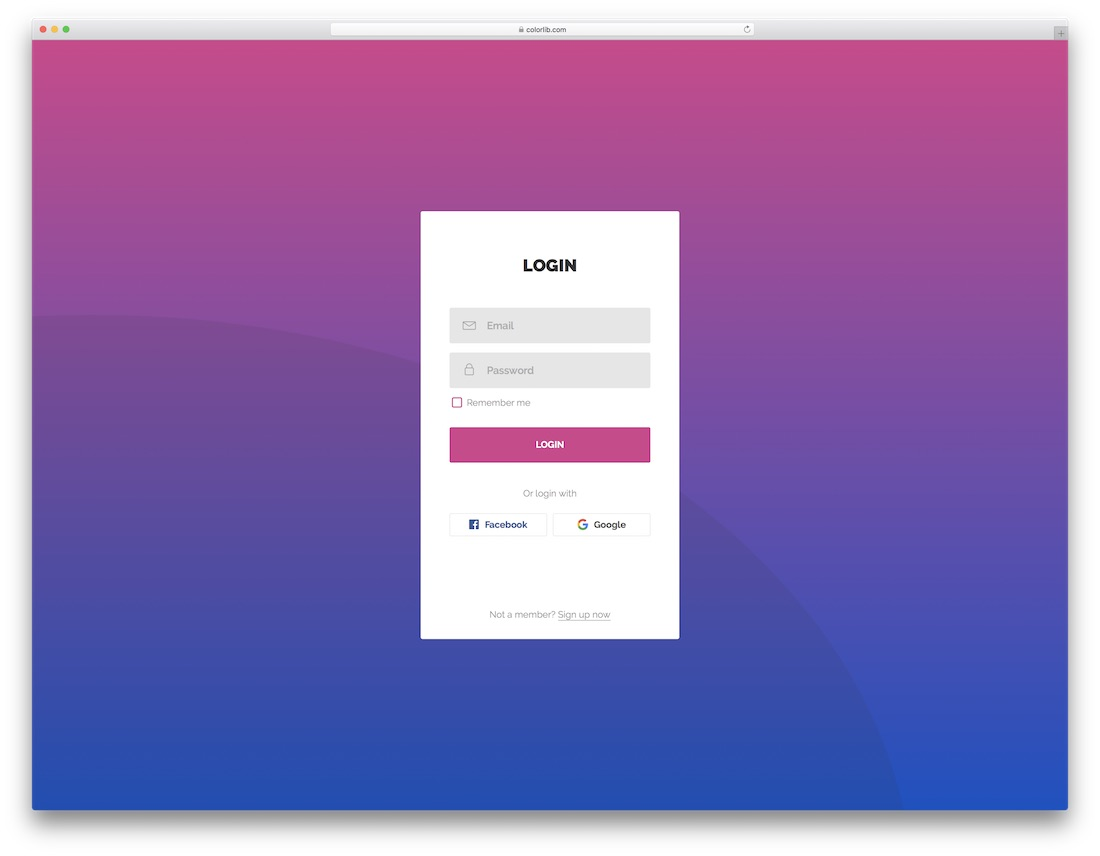 colorlib.com
LOGIN
Email
Password
Remember me
LOGIN
Or login with
Facebook
Google
Not a member? Sign up now